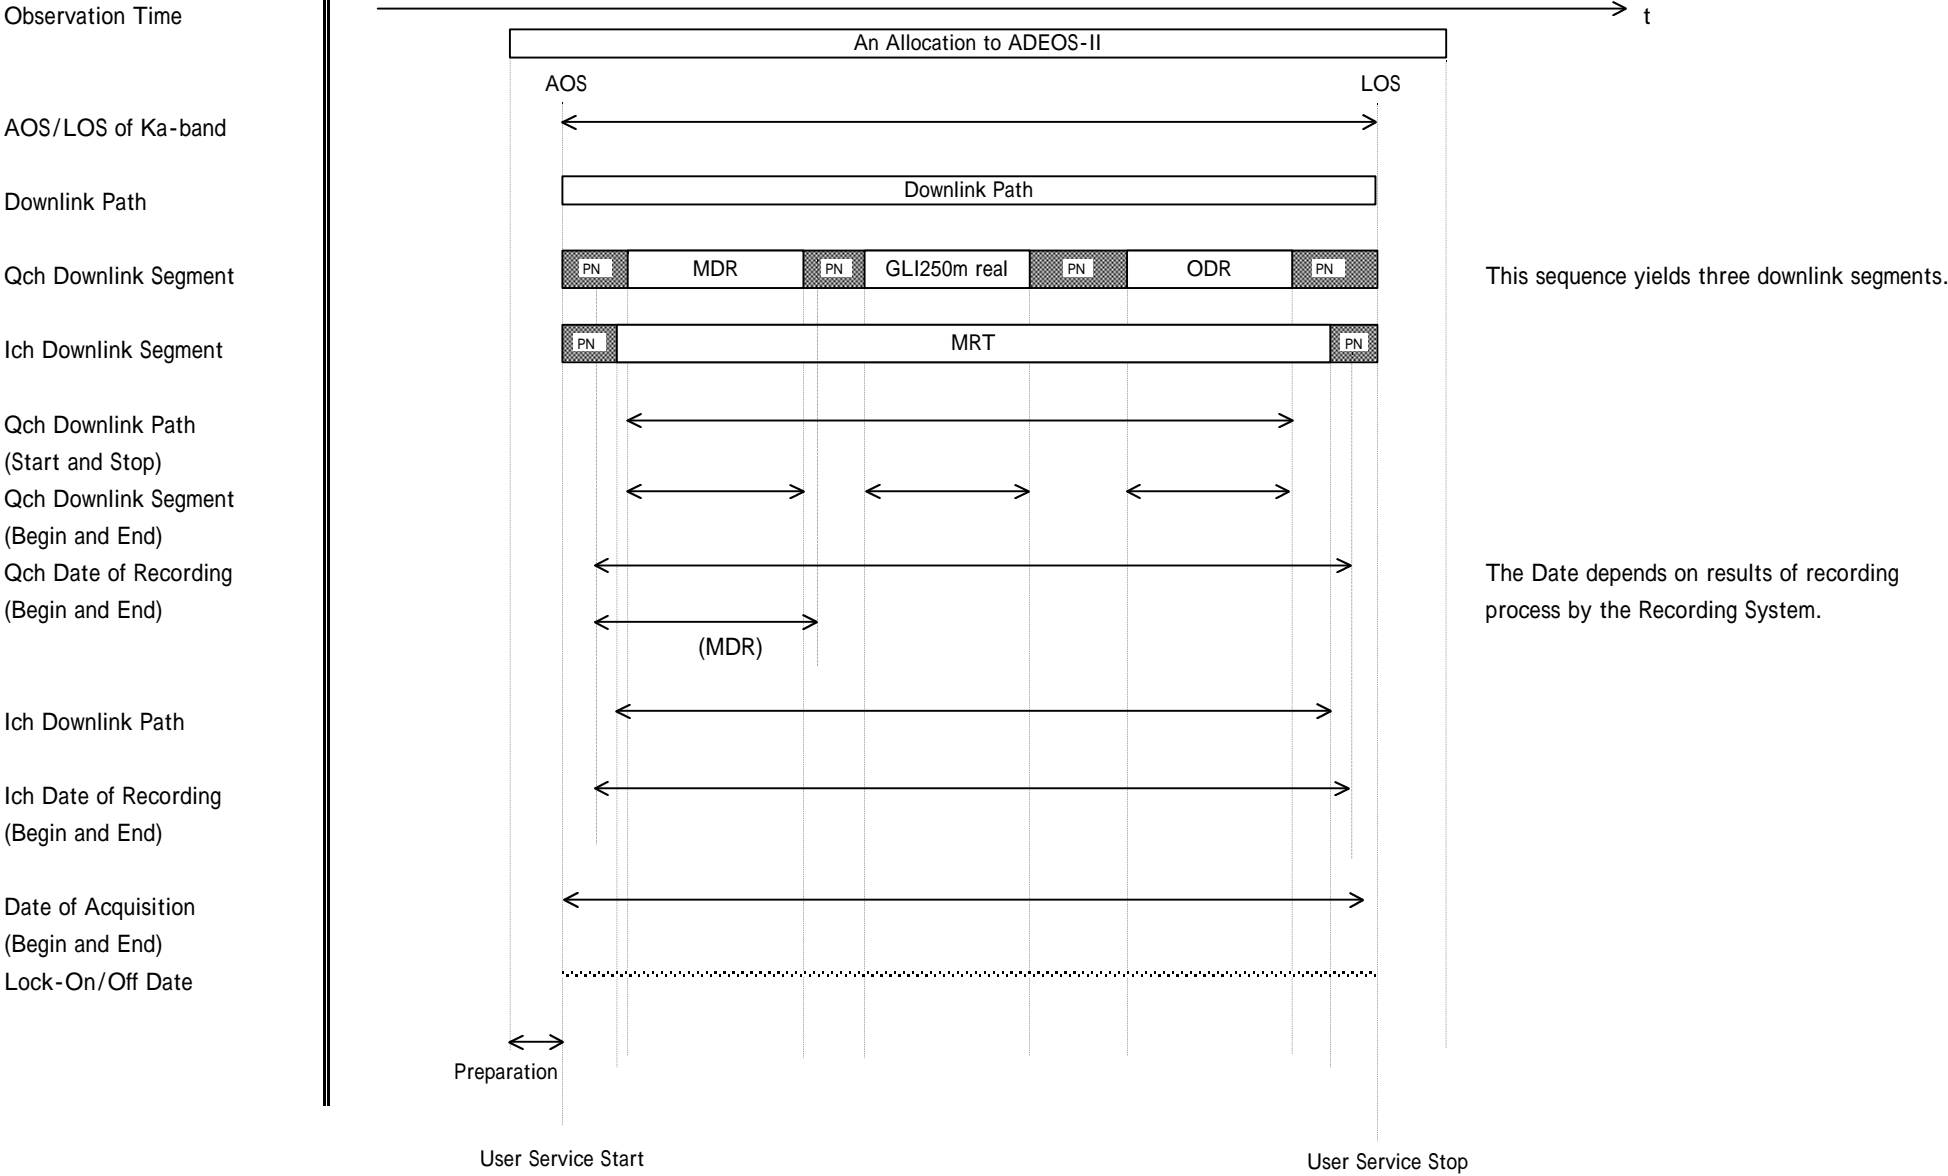 Observation Time
t
An Allocation to ADEOS-II
AOS
LOS
AOS/LOS of Ka-band
Downlink Path
Downlink Path
Qch Downlink Segment
PN
MDR
PN
GLI250m real
PN
ODR
PN
This sequence yields three downlink segments.
Ich Downlink Segment
PN
MRT
PN
Qch Downlink Path
(Start and Stop)
Qch Downlink Segment
(Begin and End)
Qch Date of Recording
(Begin and End)
The Date depends on results of recording
process by the Recording System.
(MDR)
Ich Downlink Path
Ich Date of Recording
(Begin and End)
Date of Acquisition
(Begin and End)
Lock-On/Off Date
Preparation
User Service Start
User Service Stop